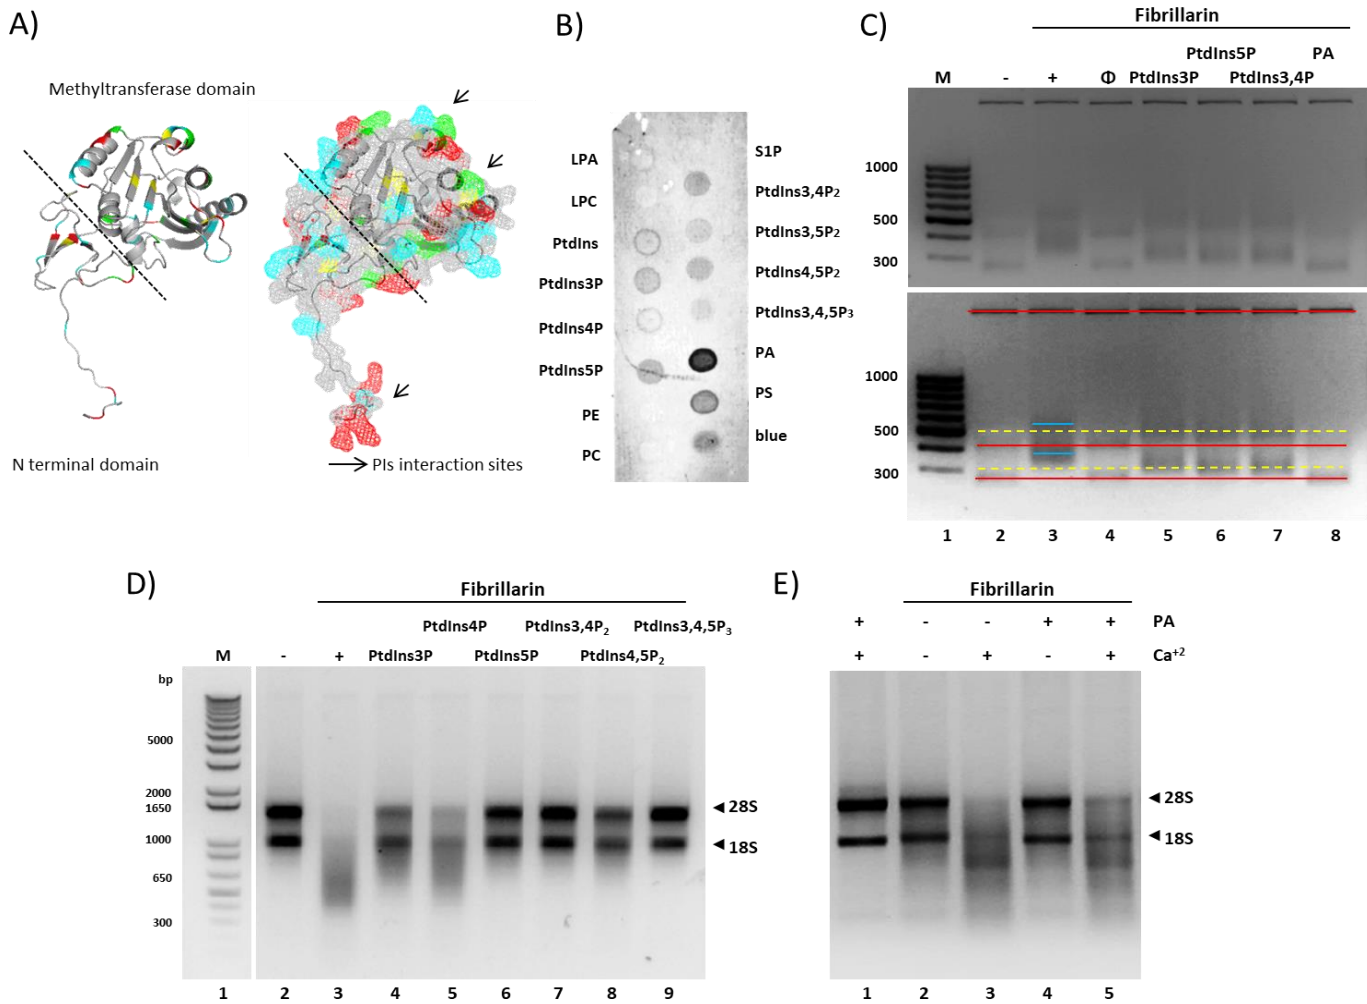 A)
Methyltransferase domain
N terminal domain
PIs interaction sites
B)
LPA
LPC
PtdIns
PtdIns3P
PtdIns4P
PtdIns5P
PE
PC
S1P
PtdIns3,4P2
PtdIns3,5P2
PtdIns4,5P2
PtdIns3,4,5P3
PA
PS
blue
C)
Fibrillarin
PtdIns5P PA
M - + Φ PtdIns3P PtdIns3,4P
1000
500
300
1000
500
300
1 2 3 4 5 6 7 8
D)
Fibrillarin
PtdIns4P PtdIns3,4P2 PtdIns3,4,5P3
M - + PtdIns3P PtdIns5P PtdIns4,5P2
bp
5000
2000
1650
1000
650
300
28S
18S
1 2 3 4 5 6 7 8 9
E)
Fibrillarin
+ - - + + PA
+ - + - + Ca+2
28S
18S
1 2 3 4 5